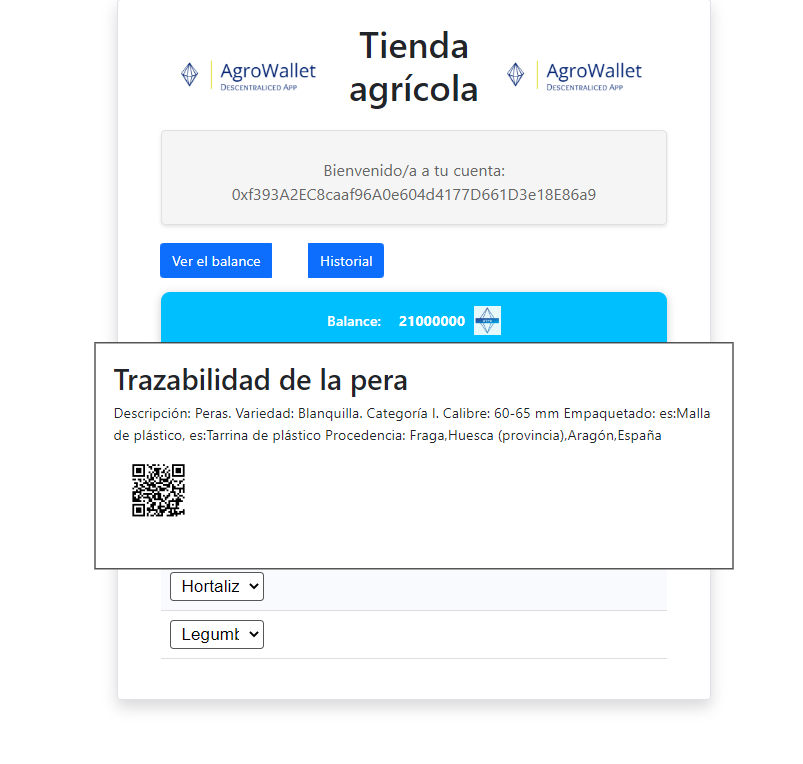 Tienda
agrícola
AgroWallet
Descentraliced App
AgroWallet
Descentraliced App
Bienvenido/a a tu cuenta:
0xf393A2EC8caaf96A0e604d4177D661D3e18E86a9
Ver el balance
Historial
Balance: 21000000
Trazabilidad de la pera
Descripción: Peras. Variedad: Blanquilla. Categoría I. Calibre: 60-65 mm Empaquetado: es:Malla
de plástico, es:Tarrina de plástico Procedencia: Fraga,Huesca (provincia),Aragón,España
Hortaliz
Legumb